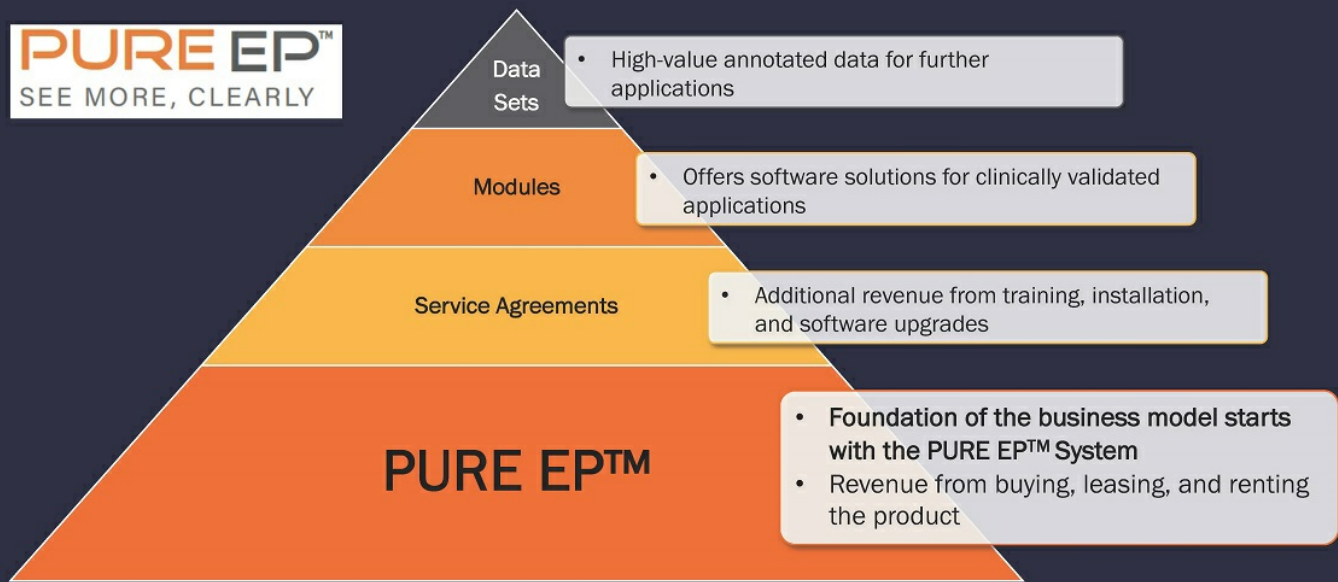 PURE EP™
SEE MORE, CLEARLY
Data
Sets
• High-value annotated data for further
applications
Modules
• Offers software solutions for clinically validated
applications
Service Agreements
• Additional revenue from training, installation,
and software upgrades
PURE EP™
• Foundation of the business model starts
with the PURE EP™ System
• Revenue from buying, leasing, and renting
the product